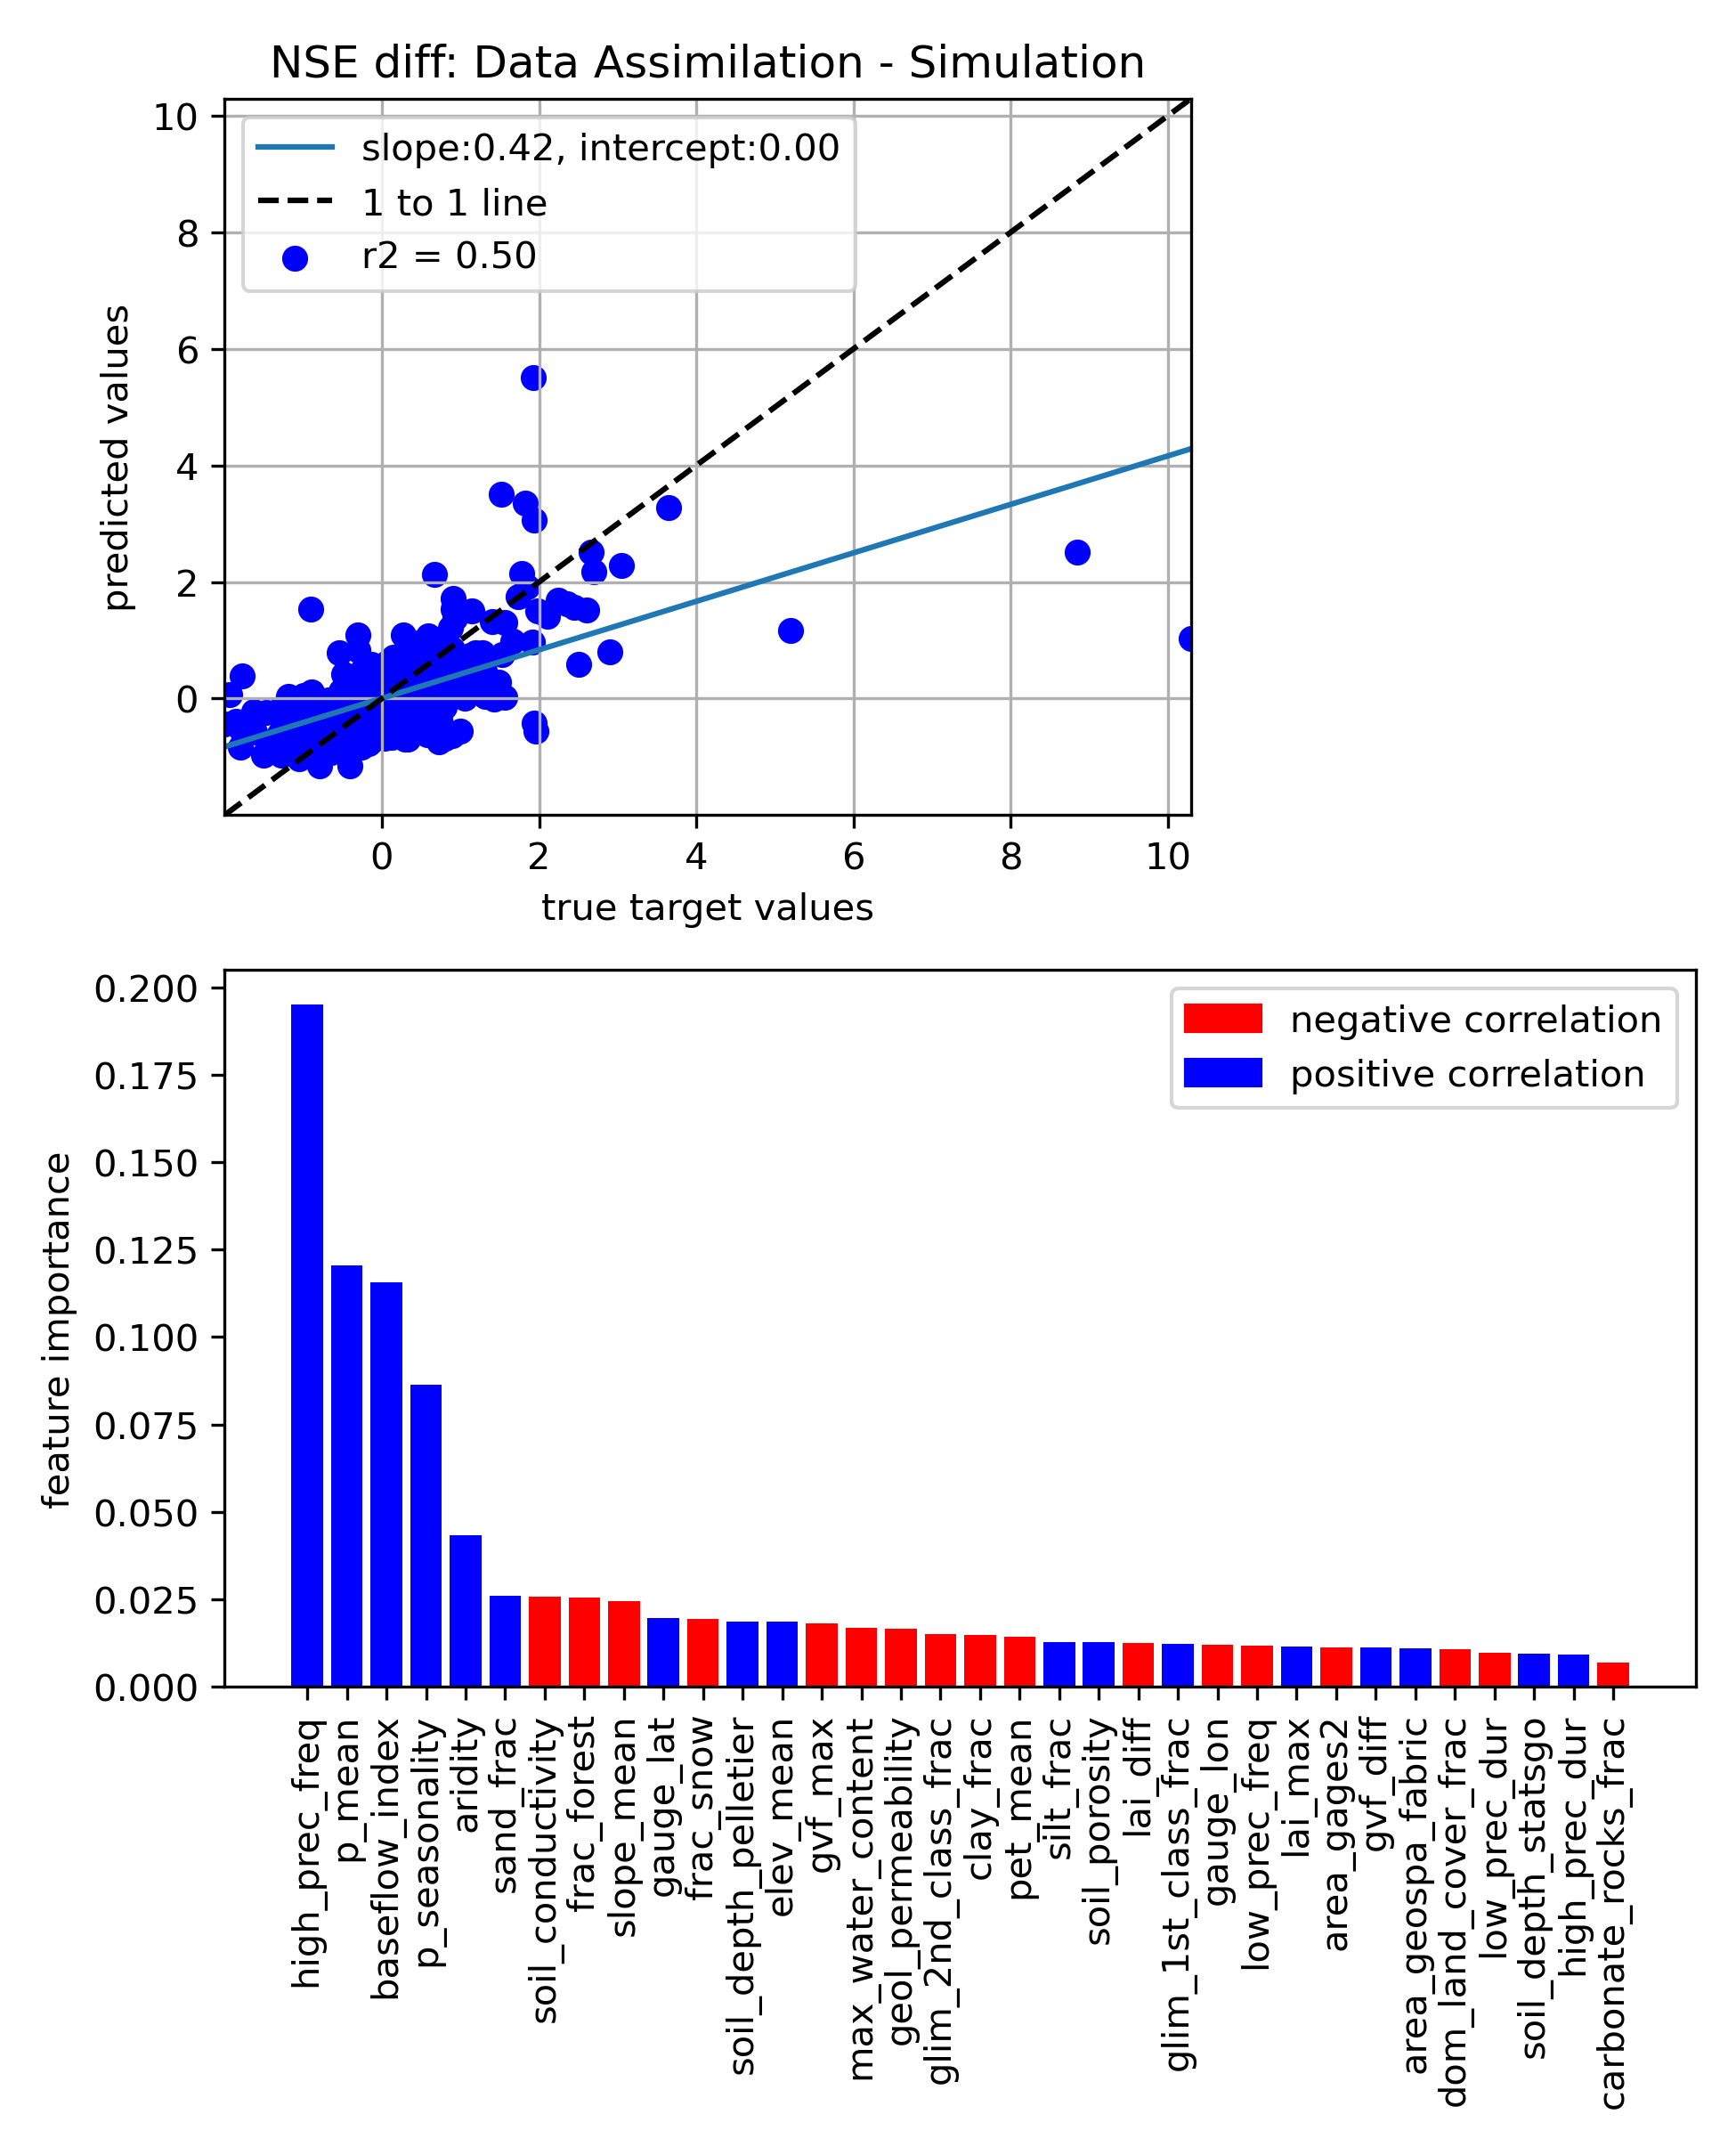 NSE diff: Data Assimilation - Simulation
slope:0.42, intercept:0.00
1 to 1 line
r2 = 0.50
10
8
6
4
2
0
predicted values
0 2 4 6 8 10
true target values
negative correlation
positive correlation
0.200
0.175
0.150
0.125
0.100
0.075
0.050
0.025
0.000
feature importance
high_prec_freq
p_mean
baseflow_index
p_seasonality
aridity
sand_frac
soil_conductivity
frac_forest
slope_mean
gauge_lat
frac_snow
soil_depth_pelletier
elev_mean
gvf_max
max_water_content
geol_permeability
glim_2nd_class_frac
clay_frac
pet_mean
silt_frac
soil_porosity
lai_diff
glim_1st_class_frac
gauge_lon
low_prec_freq
lai_max
area_gages2
gvf_diff
area_geospa_fabric
dom_land_cover_frac
low_prec_dur
soil_depth_statsgo
high_prec_dur
carbonate_rocks_frac